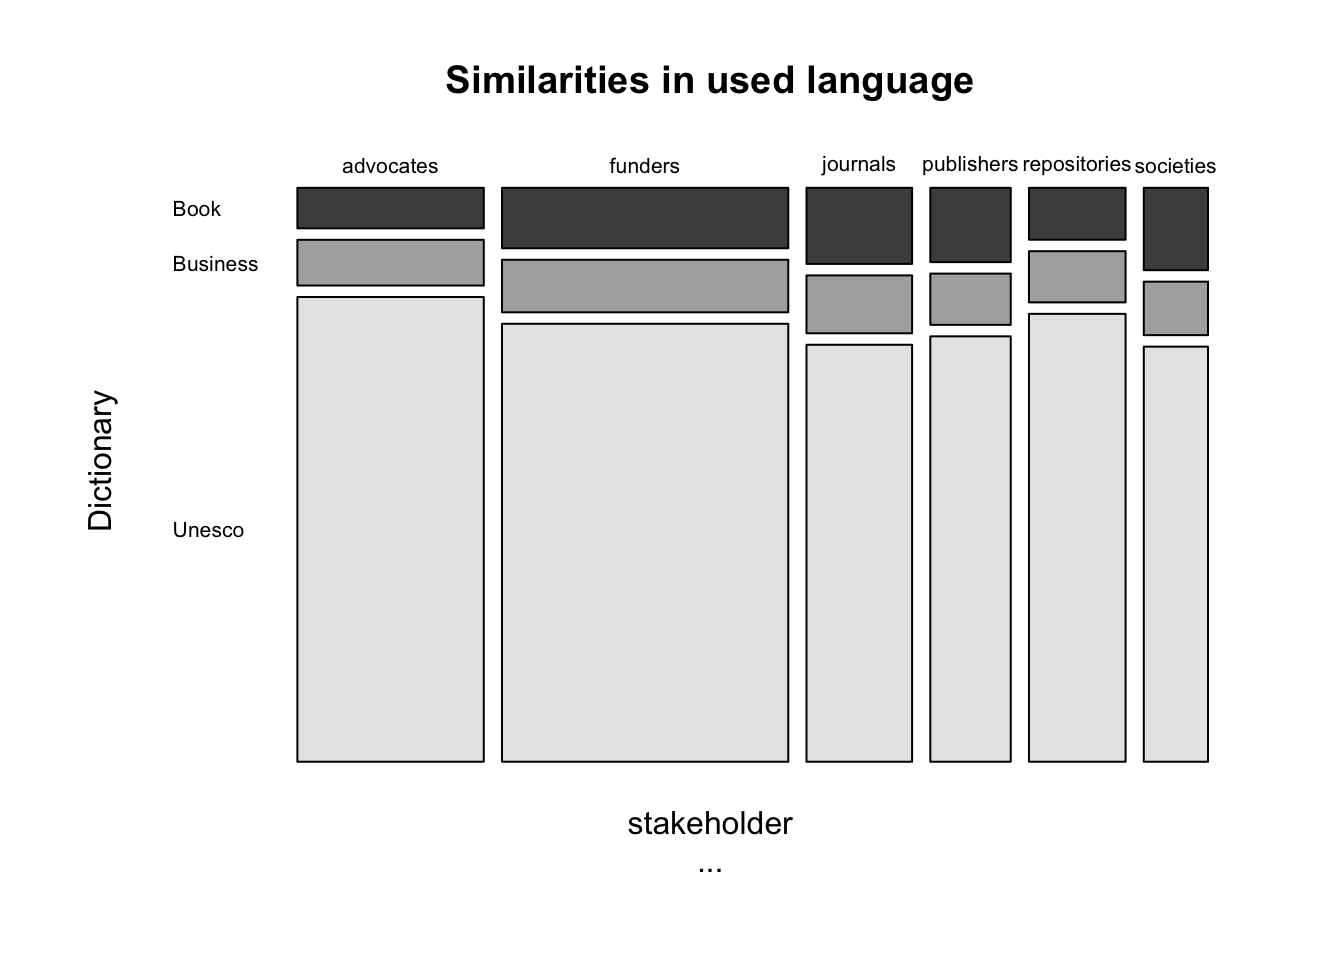 Similarities in used language
advocates funders journals publishers repositories societies
Book
Business
Unesco
Dictionary
stakeholder
...